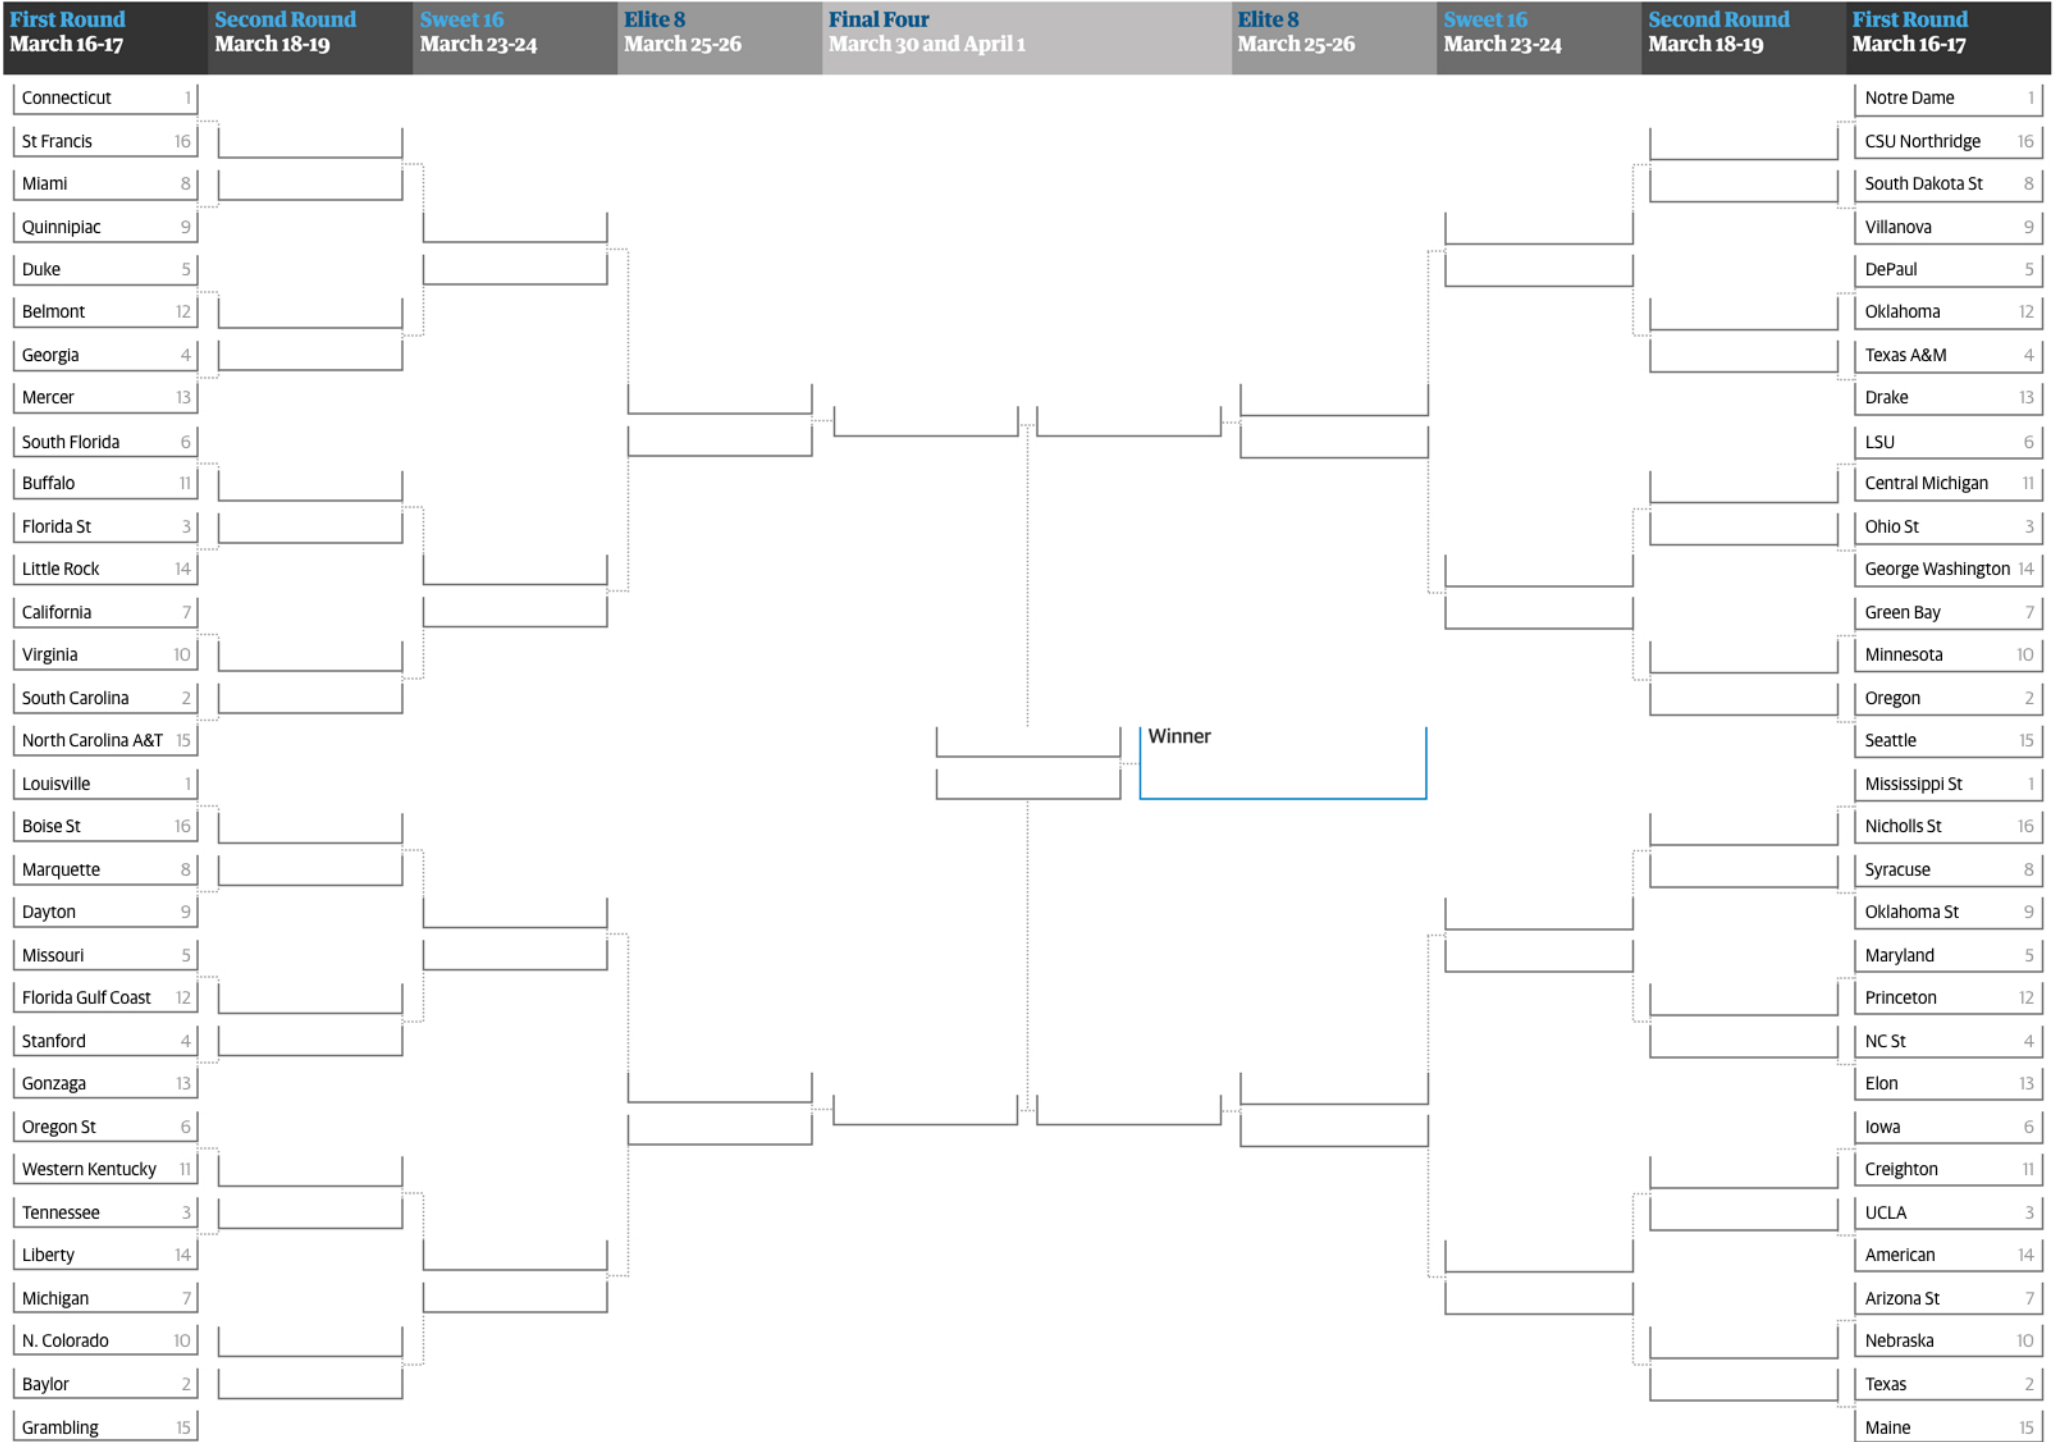 First Round
March 16-17
Second Round
March 18-19
Sweet 16
March 23-24
Elite 8
March 25-26
Final Four
March 30 and April 1
Elite 8
March 25-26
Sweet 16
March 23-24
Second Round
March 18-19
First Round
March 16-17
Connecticut 1
St Francis 16
Miami 8
Quinnipiac 9
Duke 5
Belmont 12
Georgia 4
Mercer 13
South Florida 6
Buffalo 11
Florida St 3
Little Rock 14
California 7
Virginia 10
South Carolina 2
North Carolina A&T 15
Louisville 1
Boise St 16
Marquette 8
Dayton 9
Missouri 5
Florida Gulf Coast 12
Stanford 4
Gonzaga 13
Oregon St 6
Western Kentucky 11
Tennessee 3
Liberty 14
Michigan 7
N. Colorado 10
Baylor 2
Grambling 15
Winner
Notre Dame 1
CSU Northridge 16
South Dakota St 8
Villanova 9
DePaul 5
Oklahoma 12
Texas A&M 4
Drake 13
LSU 6
Central Michigan 11
Ohio St 3
George Washington 14
Green Bay 7
Minnesota 10
Oregon 2
Seattle 15
Mississippi St 1
Nicholls St 16
Syracuse 8
Oklahoma St 9
Maryland 5
Princeton 12
NC St 4
Elon 13
Iowa 6
Creighton 11
UCLA 3
American 14
Arizona St 7
Nebraska 10
Texas 2
Maine 15